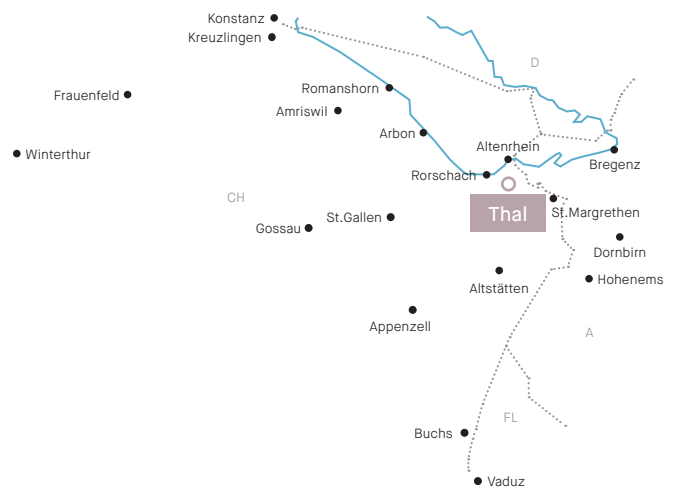 Konstanz
Kreuzlingen
D
Romanshorn
Frauenfeld
Amriswil
Arbon
Altenrhein
Winterthur
Bregenz
Rorschach
CH
Thal
St.Margrethen
St.Gallen
Gossau
Dornbirn
Hohenems
Altstätten
Appenzell
A
FL
Buchs
Vaduz